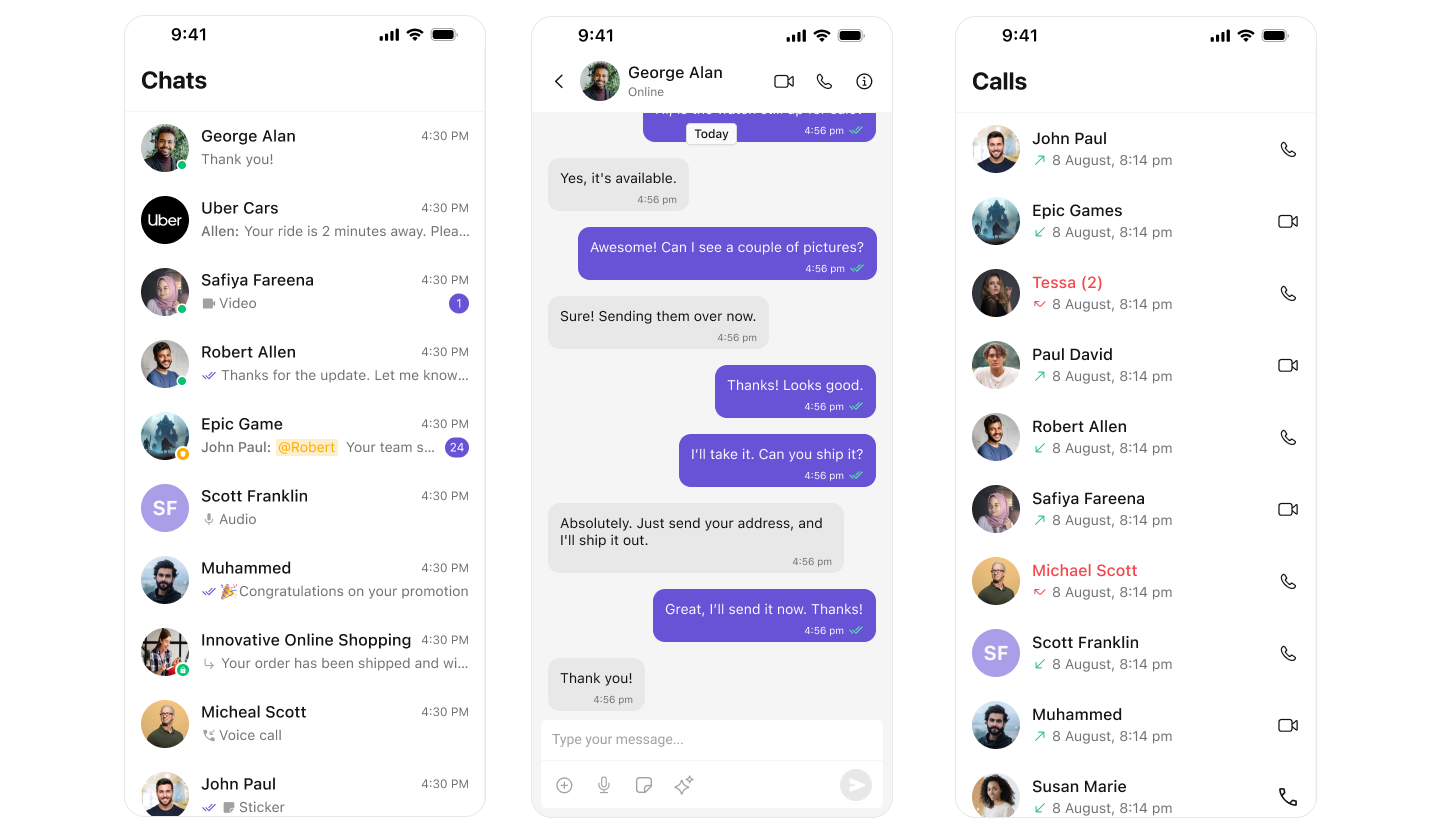 9:41
Chats
George Alan
4:30 PM
Thank you!
Uber
Uber Cars
4:30 PM
Allen: Your ride is 2 minutes away. Plea...
Safiya Fareena
4:30 PM
Video
1
Robert Allen
4:30 PM
Thanks for the update. Let me know...
Epic Game
4:30 PM
John Paul: @Robert Your team s...
24
SF
Scott Franklin
4:30 PM
Audio
Muhammed
4:30 PM
🎉Congratulations on your promotion
Innovative Online Shopping
4:30 PM
Your order has been shipped and wi...
Micheal Scott
4:30 PM
Voice call
John Paul
4:30 PM
Sticker
9:41
George Alan
Online
4:56 pm
Today
Yes, it's available.
4:56 pm
Awesome! Can I see a couple of pictures?
4:56 pm
Sure! Sending them over now.
4:56 pm
Thanks! Looks good.
4:56 pm
I’ll take it. Can you ship it?
4:56 pm
Absolutely. Just send your address, and
I'll ship it out.
4:56 pm
Great, I’ll send it now. Thanks!
4:56 pm
Thank you!
4:56 pm
Type your message...
9:41
Calls
John Paul
8 August, 8:14 pm
Epic Games
8 August, 8:14 pm
Tessa (2)
8 August, 8:14 pm
Paul David
8 August, 8:14 pm
Robert Allen
8 August, 8:14 pm
Safiya Fareena
8 August, 8:14 pm
Michael Scott
8 August, 8:14 pm
SF
Scott Franklin
8 August, 8:14 pm
Muhammed
8 August, 8:14 pm
Susan Marie
8 August, 8:14 pm